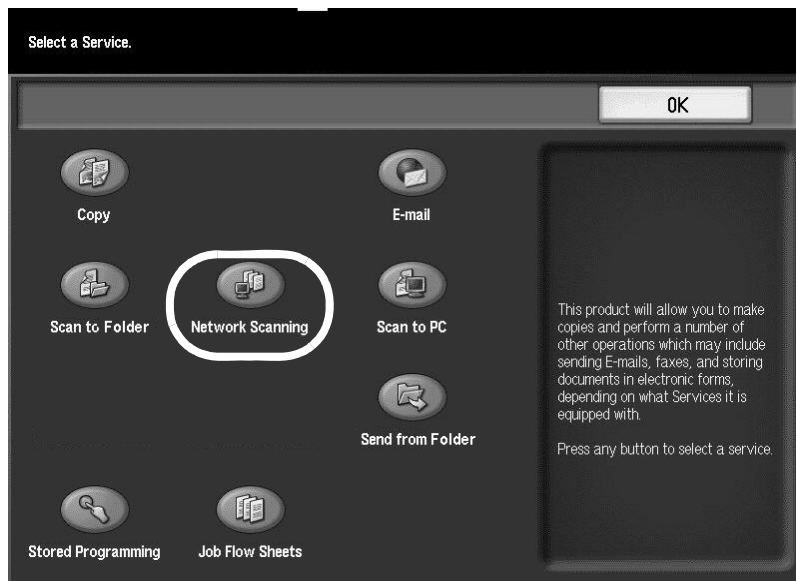 Select a Service.
OK
Copy
E-mail
Scan to Folder
Network Scanning
Scan to PC
Send from Folder
Stored Programming
Job Flow Sheets
This product will allow you to make
copies and perform a number of
other operations which may include
sending E-mails, faxes, and storing
documents in electronic forms,
depending on what Services it is
equipped with.
Press any button to select a service.